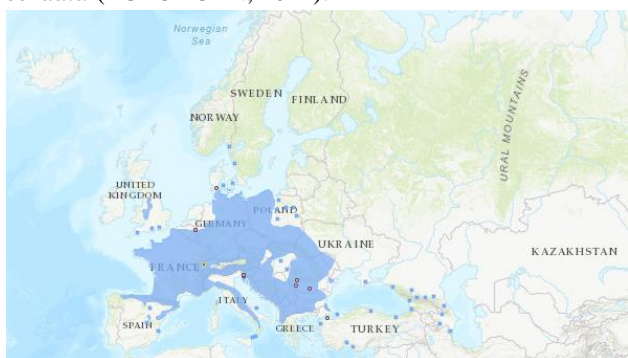 Norwegian
Sea
SWEDEN
FINLAND
NORWAY
URAL MOUNTAINS
UNITED
KINGDOM
POLAND
GERMANY
UKRAINE
KAZAKHSTAN
FRANCE
ITALY
SPAIN
GREECE
TURKEY